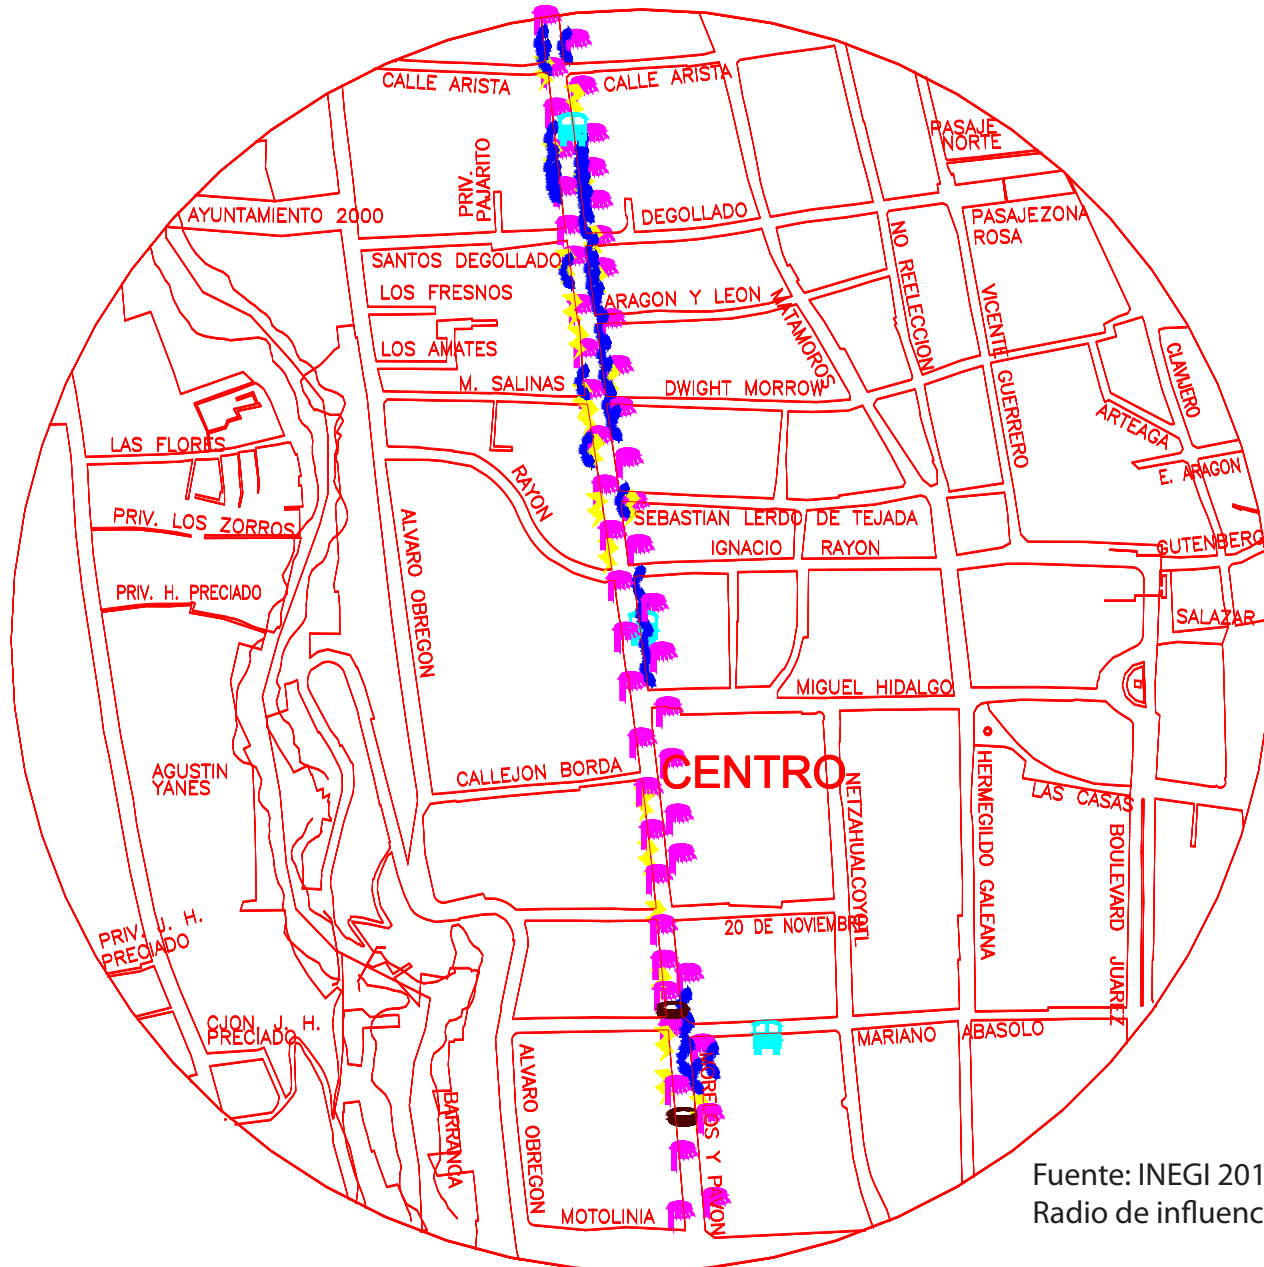 CALLE ARISTA
CALLE ARISTA
PASAJE
NORTE
PRIV.
PAJARITO
AYUNTAMIENTO 2000
DEGOLLADO
PASAJE ZONA
ROSA
SANTOS DEGOLLADO
NO REELECCION
LOS FRESNOS
ARAGON Y LEON
MATAMOROS
VICENTE GUERRERO
LOS AMATES
CLAVIJERO
M. SALINAS
DWIGHT MORROW
ARTEAGA
LAS FLORES
E. ARAGON
RAYON
PRIV. LOS ZORROS
SEBASTIAN LERDO DE TEJADA
ALVARO OBREGON
IGNACIO RAYON
GUTENBERG
PRIV. H. PRECIADO
SALAZAR
MIGUEL HIDALGO
AGUSTIN
YANES
CALLEJON BORDA
CENTRO
NETZAHUALCOYOTL
HERMEGILDO GALEANA
LAS CASAS
BOULEVARD JUAREZ
PRIV. J. H.
PRECIADO
20 DE NOVIEMBRE
CJON. J. H.
PRECIADO
MARIANO ABASOLO
ALVARO OBREGON
BARRANCA
MORELOS Y PAVON
MOTOLINIA
Fuente: INEGI 201
Radio de influenc